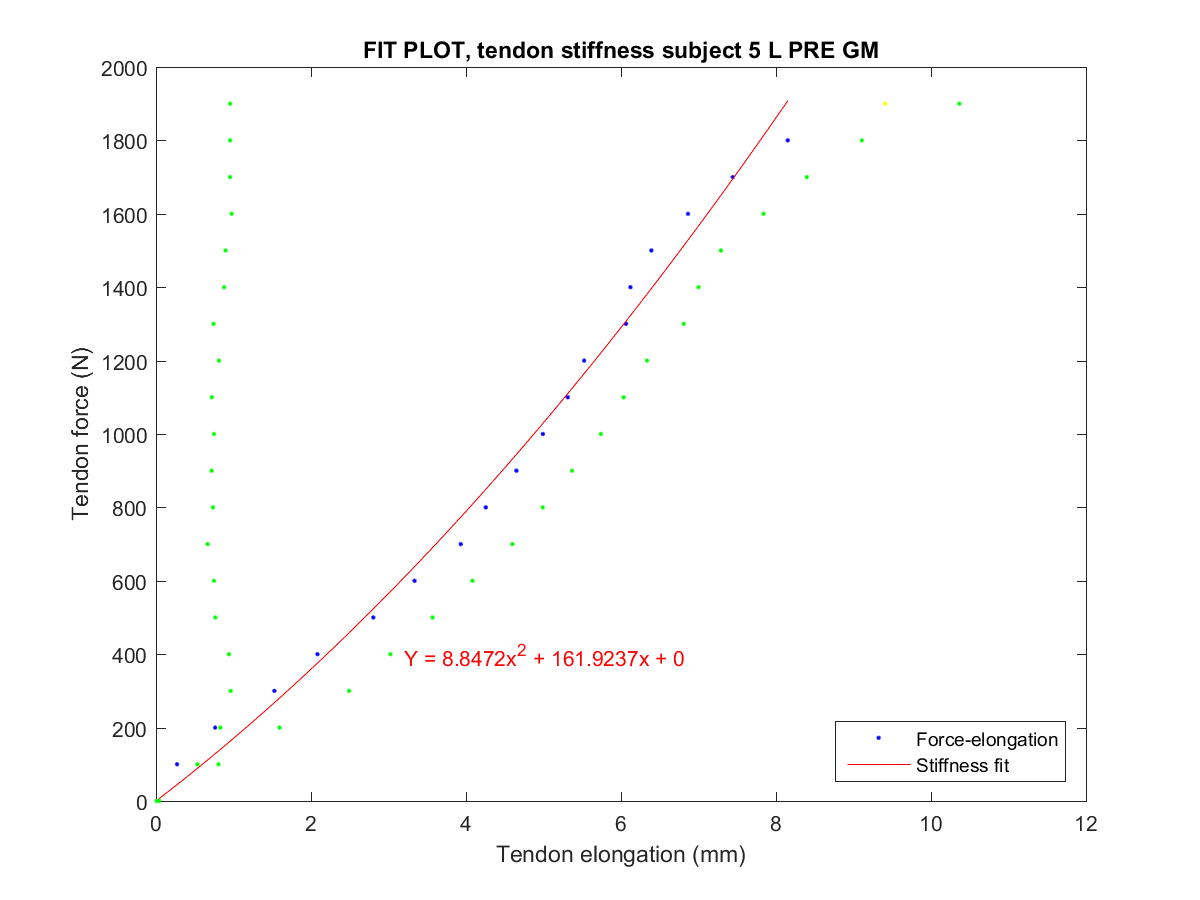 FIT PLOT, tendon stiffness subject 5 L PRE GM
2000
1800
1600
1400
1200
1000
800
600
400
200
0
Tendon force (N)
Y = 8.8472x^2 + 161.9237x + 0
Force-elongation
Stiffness fit
0 2 4 6 8 10 12
Tendon elongation (mm)